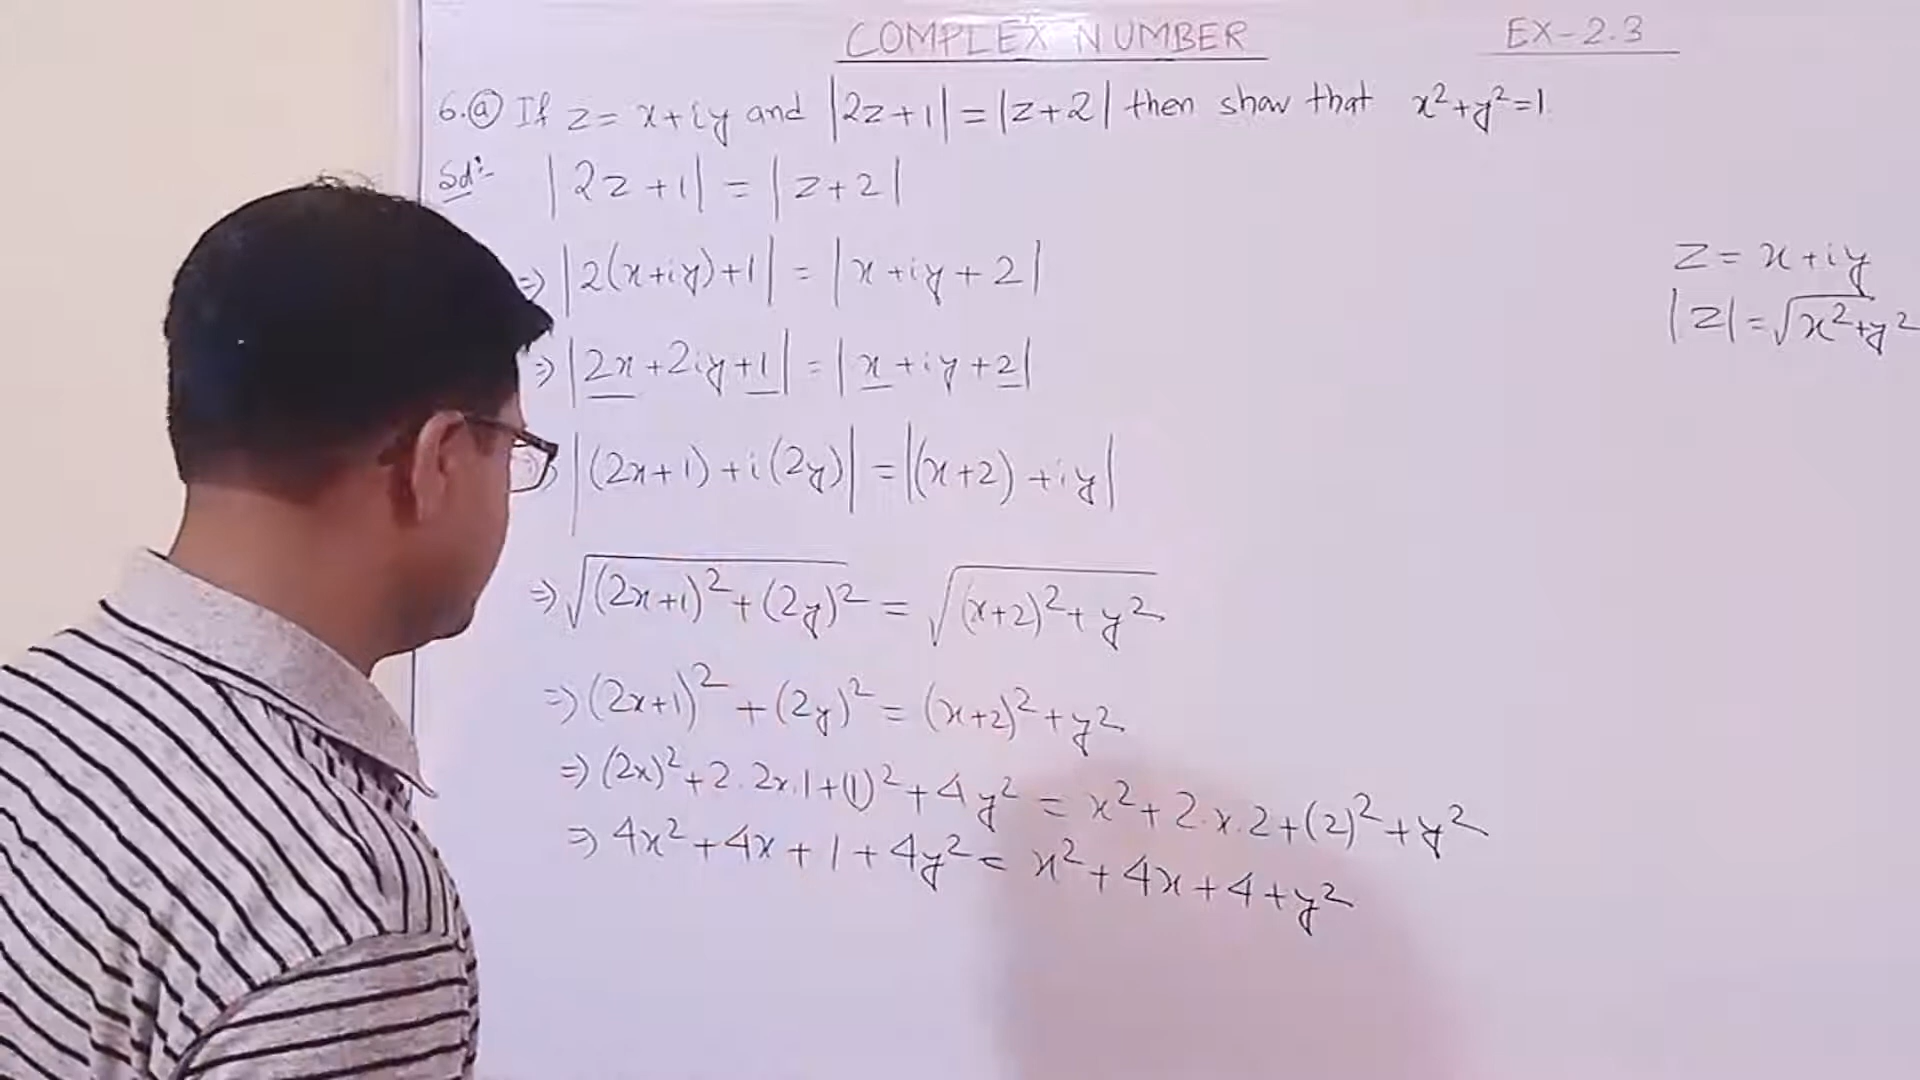 COMPLEX NUMBER
EX-2.3
6.(a) If z = x+iy and |2z+1| = |z+2| then show that x²+y²=1.
Sol:- |2z+1| = |z+2|
⇒ |2(x+iy)+1| = |x+iy+2|
⇒ |2x+2iy+1| = |x+iy+2|
⇒ |(2x+1)+i(2y)| = |(x+2)+iy|
⇒ √((2x+1)²+(2y)²) = √((x+2)²+y²)
⇒ (2x+1)²+(2y)² = (x+2)²+y²
⇒ (2x)²+2.2x.1+(1)²+4y² = x²+2.x.2+(2)²+y²
⇒ 4x²+4x+1+4y² = x²+4x+4+y²
z = x+iy
|z| = √(x²+y²)